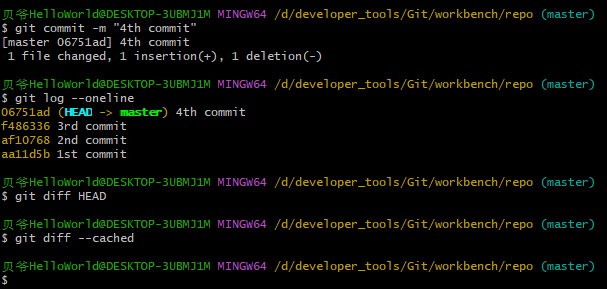 贝爷HelloWorld@DESKTOP-3UBMJ1M MINGW64 /d/developer_tools/Git/workbench/repo (master)
$ git commit -m "4th commit"
[master 06751ad] 4th commit
 1 file changed, 1 insertion(+), 1 deletion(-)
贝爷HelloWorld@DESKTOP-3UBMJ1M MINGW64 /d/developer_tools/Git/workbench/repo (master)
$ git log --oneline
06751ad (HEAD -> master) 4th commit
f486336 3rd commit
af10768 2nd commit
aa11d5b 1st commit
贝爷HelloWorld@DESKTOP-3UBMJ1M MINGW64 /d/developer_tools/Git/workbench/repo (master)
$ git diff HEAD
贝爷HelloWorld@DESKTOP-3UBMJ1M MINGW64 /d/developer_tools/Git/workbench/repo (master)
$ git diff --cached
贝爷HelloWorld@DESKTOP-3UBMJ1M MINGW64 /d/developer_tools/Git/workbench/repo (master)
$